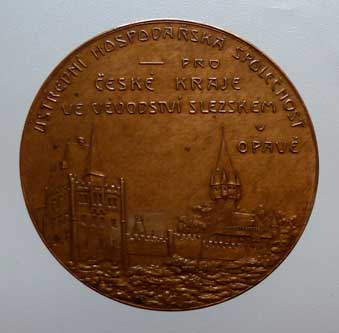 ÚSTŘEDNÍ HOSPODÁŘSKÁ SPOLEČNOST
PRO
ČESKÉ KRAJE
VE VÉVODSTVÍ SLEZSKÉM
V
OPAVĚ